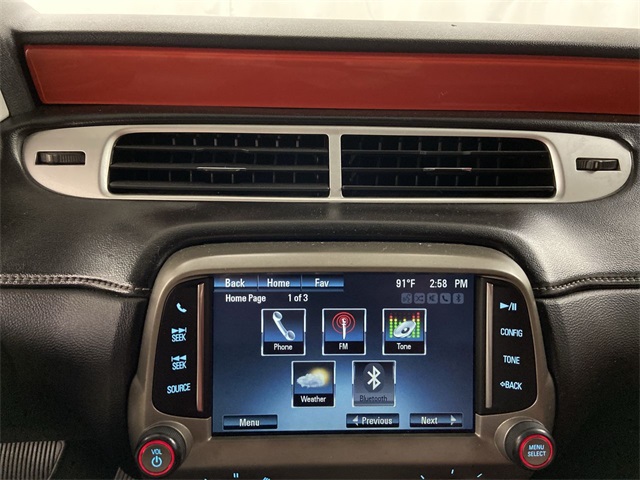 Back Home Fav 91°F 2:58 PM
Home Page 1 of 3
Phone FM Tone
Weather Bluetooth
Menu Previous Next
SEEK
SEEK
SOURCE
CONFIG
TONE
BACK
VOL
MENU
SELECT